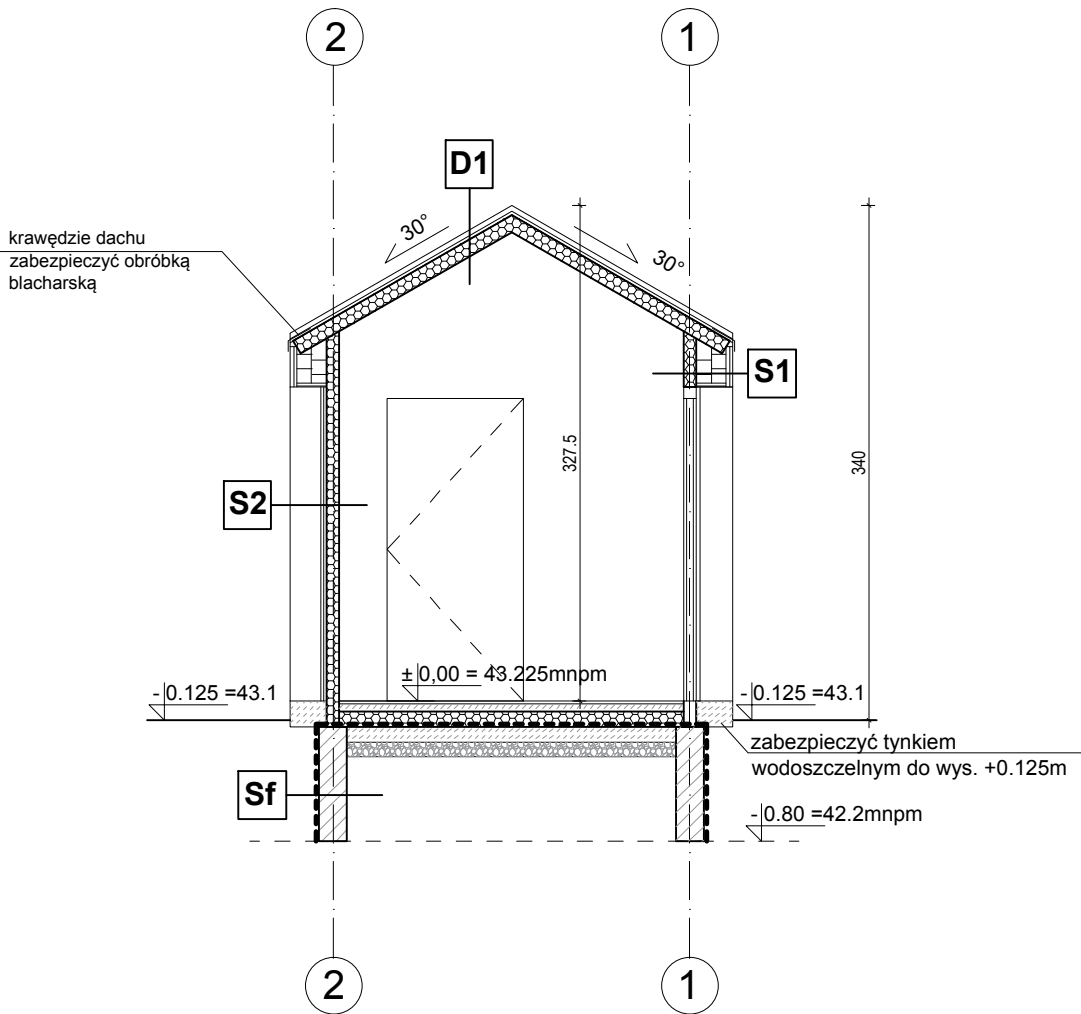 2
1
D1
30°
30°
krawędzie dachu
zabezpieczyć obróbką
blacharską
S1
327.5
340
S2
± 0,00 = 43.225mnpm
- 0.125 =43.1
- 0.125 =43.1
zabezpieczyć tynkiem
wodoszczelnym do wys. +0.125m
Sf
- 0.80 =42.2mnpm
2
1